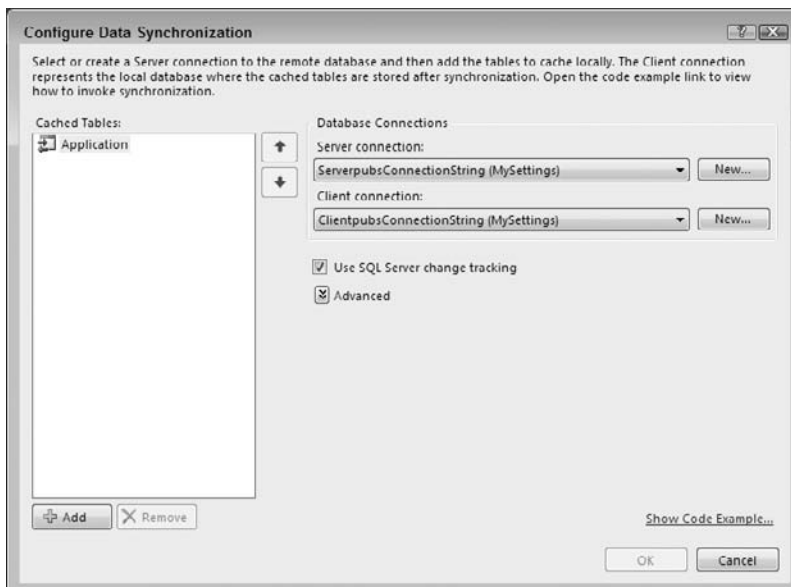 Configure Data Synchronization
Select or create a Server connection to the remote database and then add the tables to cache locally. The Client connection
represents the local database where the cached tables are stored after synchronization. Open the code example link to view
how to invoke synchronization.
Cached Tables:
Application
Database Connections
Server connection:
ServerpubsConnectionString (MySettings)
New...
Client connection:
ClientpubsConnectionString (MySettings)
New...
Use SQL Server change tracking
Advanced
Add
Remove
Show Code Example...
OK
Cancel